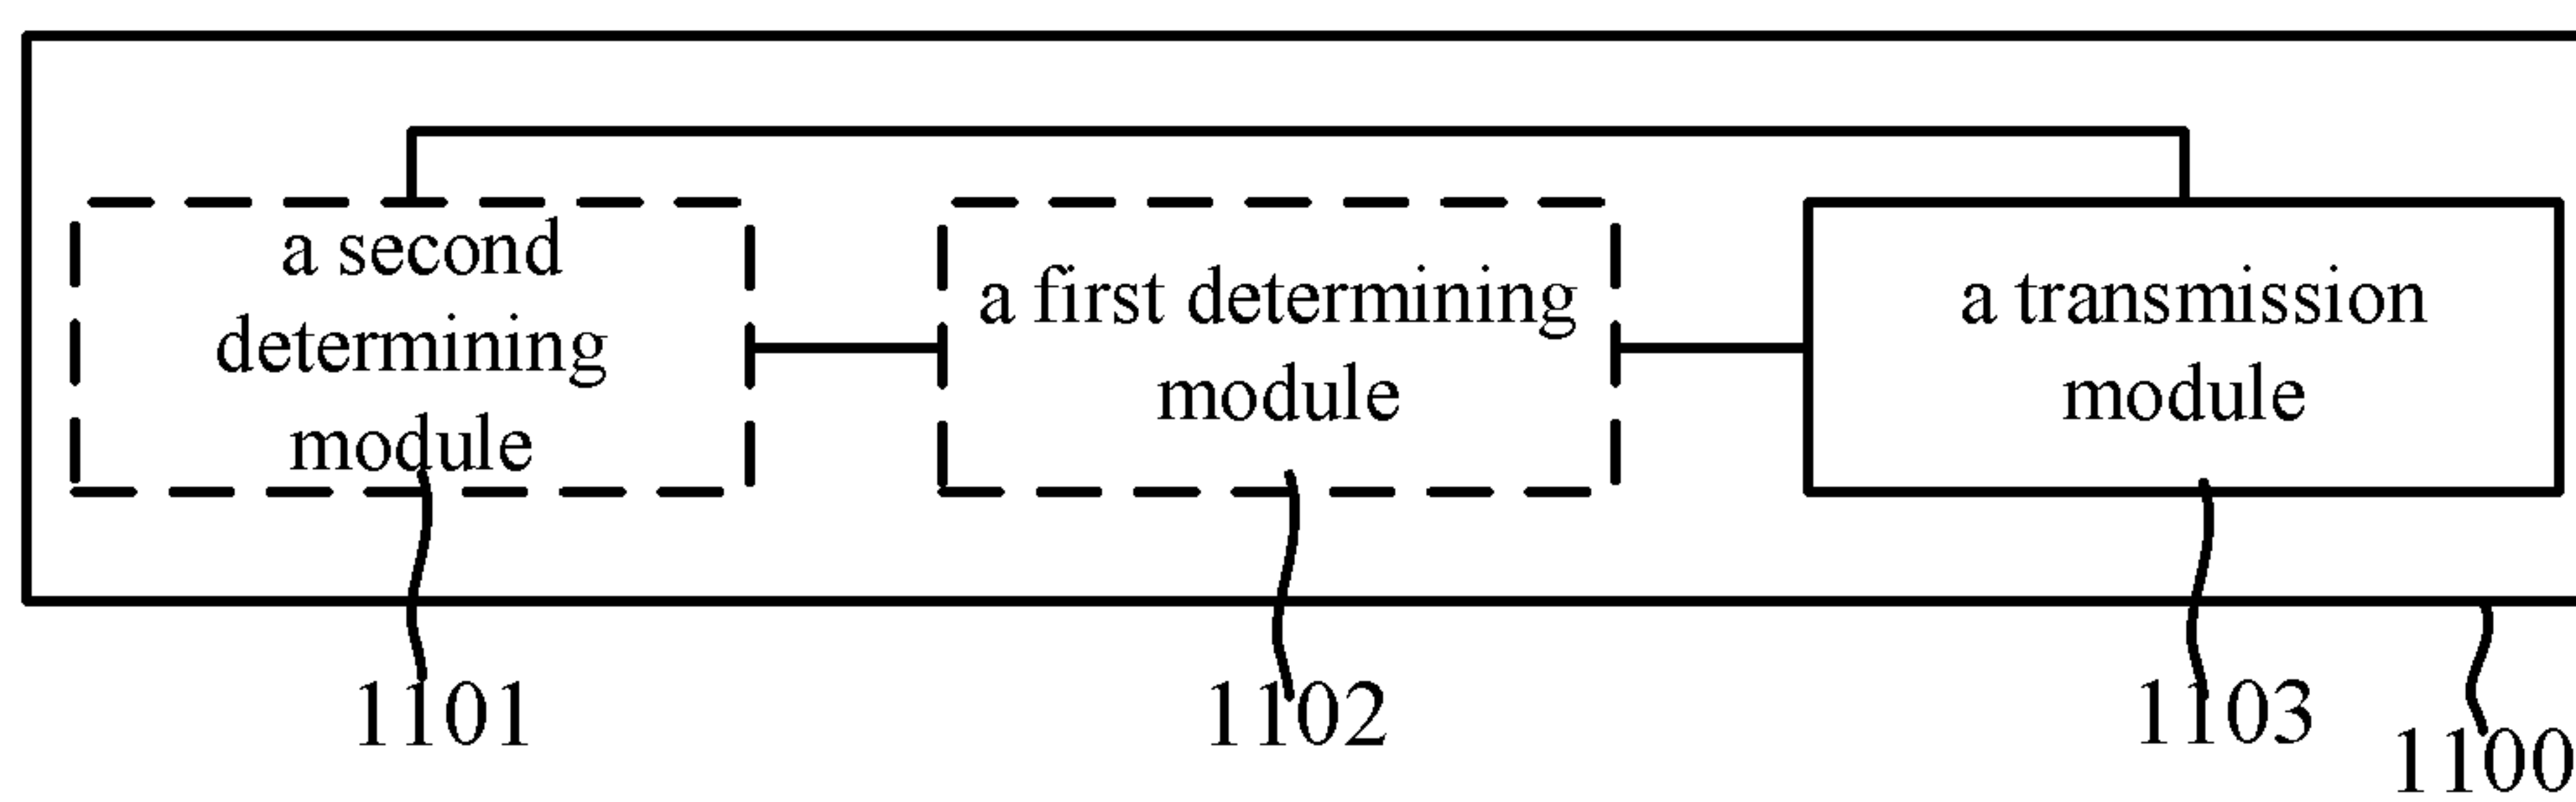 a second
determining
module
a first determining
module
a transmission
module
1101
1102
1103
1100